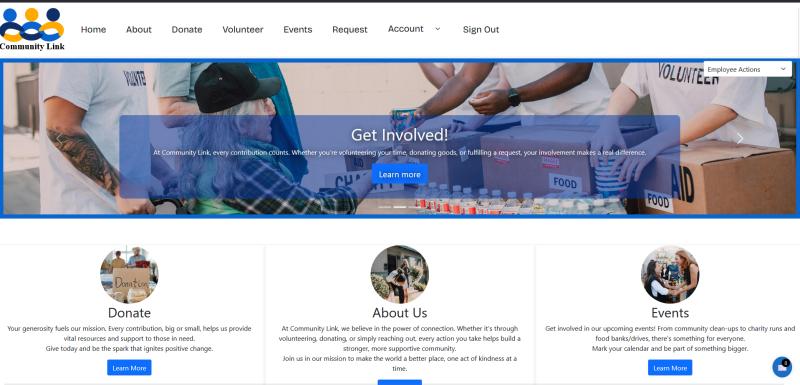 Community Link
Home About Donate Volunteer Events Request Account Sign Out
Employee Actions
VOLUNTEER
Get Involved!
At Community Link, every contribution counts. Whether you're volunteering your time, donating goods, or fulfilling a request, your involvement makes a real difference.
Learn more
FOOD
FOOD
AID
Donate
Your generosity fuels our mission. Every contribution, big or small, helps us provide
vital resources and support to those in need.
Give today and be the spark that ignites positive change.
Learn More
About Us
At Community Link, we believe in the power of connection. Whether it's through
volunteering, donating, or simply reaching out, every action you take helps build a
stronger, more supportive community.
Join us in our mission to make the world a better place, one act of kindness at a
time.
Events
Get involved in our upcoming events! From community clean-ups to charity runs and
food banks/drives, there's something for everyone.
Mark your calendar and be part of something bigger.
Learn More